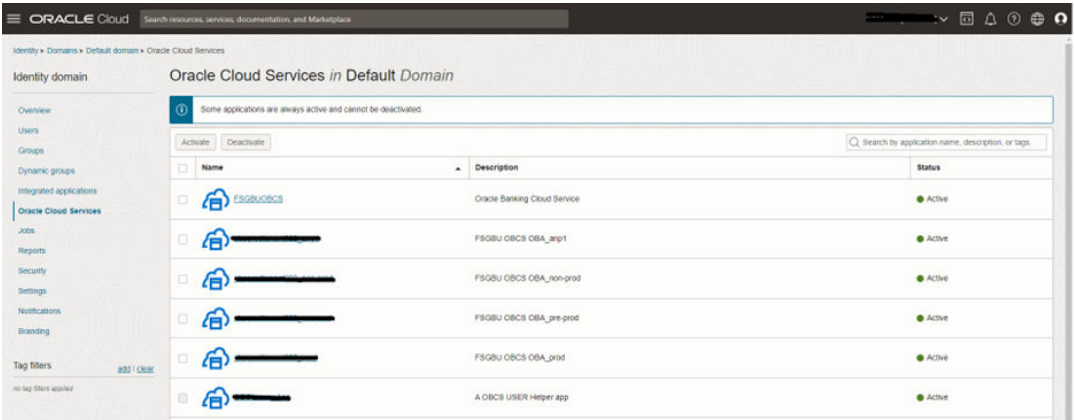 ORACLE Cloud
Search resources, services, documentation, and Marketplace
Identity » Domains » Default domain » Oracle Cloud Services
Identity domain
Overview
Users
Groups
Dynamic groups
Integrated applications
Oracle Cloud Services
Jobs
Reports
Security
Settings
Notifications
Branding
Tag filters
add | clear
no tag filters applied
Oracle Cloud Services in Default Domain
Some applications are always active and cannot be deactivated.
Activate Deactivate
Search by application name, description, or tags.
Name Description Status
FSGBUOBCS Oracle Banking Cloud Service Active
FSGBU OBCS OBA_anp1 Active
FSGBU OBCS OBA_non-prod Active
FSGBU OBCS OBA_pre-prod Active
FSGBU OBCS OBA_prod Active
A OBCS USER Helper app Active